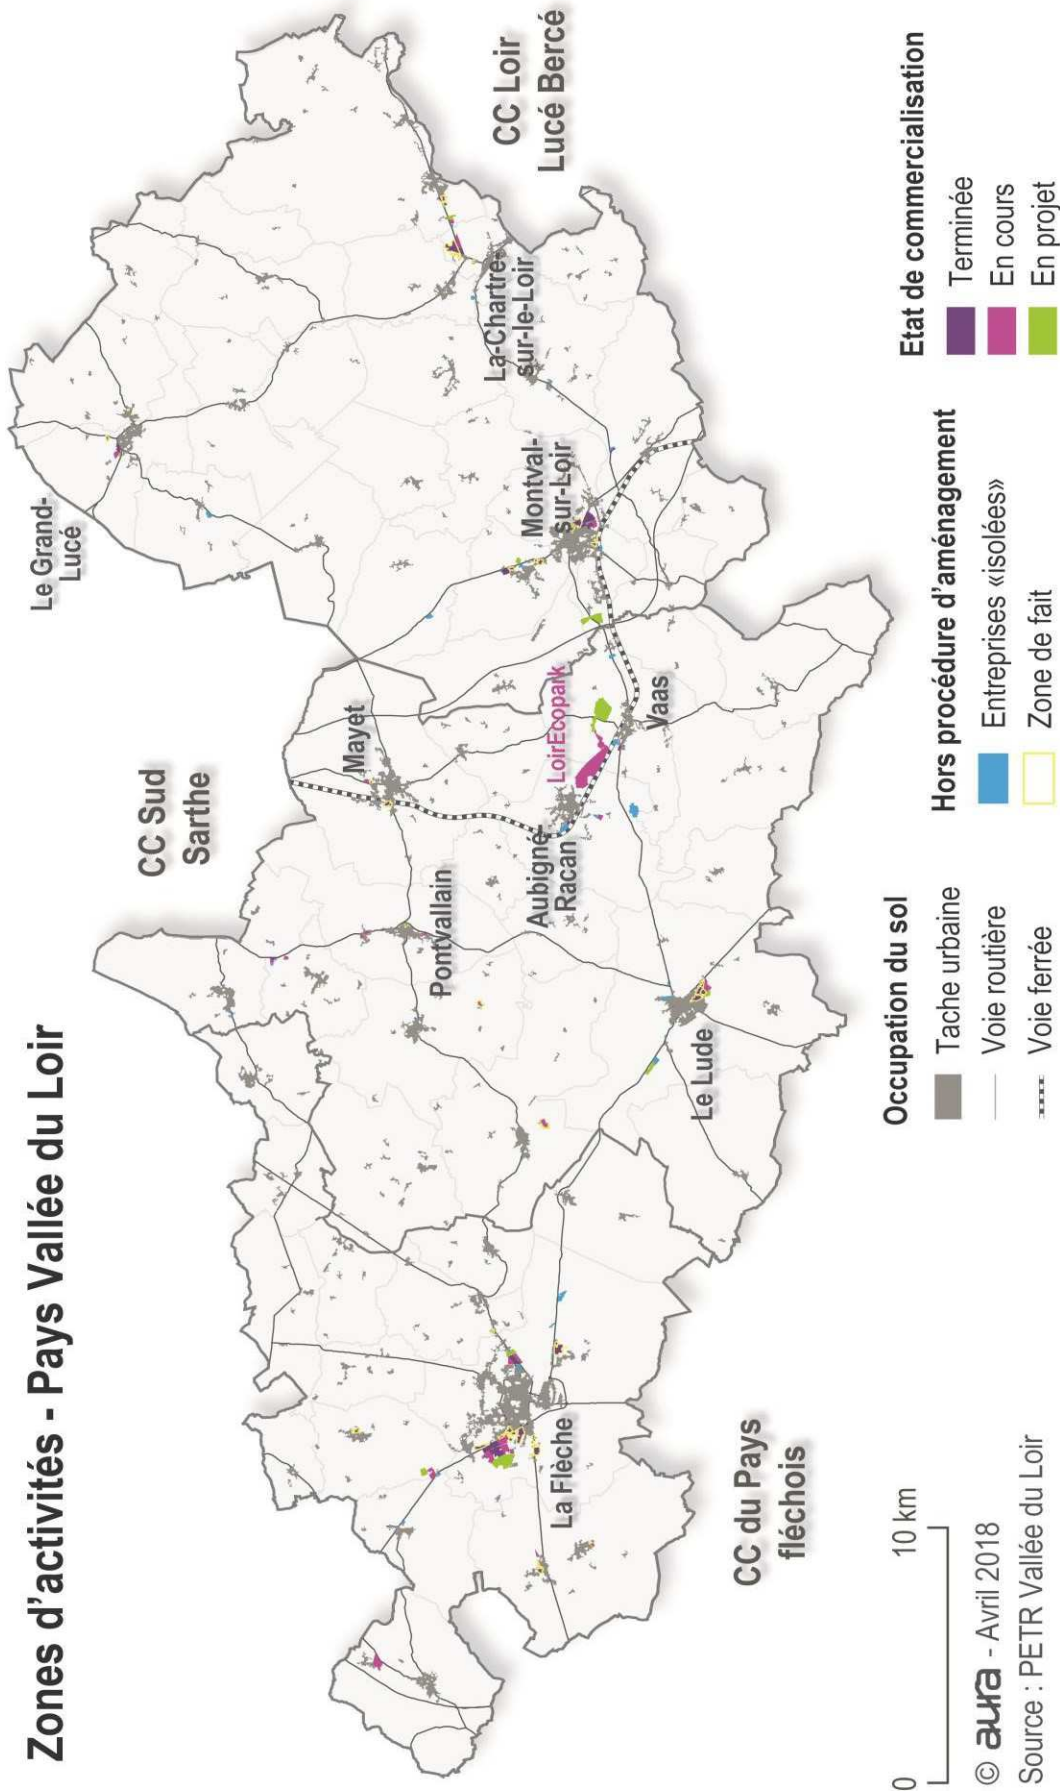 Zones d'activités - Pays Vallée du Loir
CC Sud
Sarthe
Le Grand-
Lucé
CC Loir
Lucé Bercé
Mayet
Pontvallain
LoirEcopark
Aubigné-
Racan
Vaas
Montval-
sur-Loir
La-Chartre-
sur-le-Loir
Le Lude
La Flèche
CC du Pays
fléchois
0
10 km
© aura - Avril 2018
Source : PETR Vallée du Loir
Occupation du sol
Tache urbaine
Voie routière
Voie ferrée
Hors procédure d'aménagement
Entreprises «isolées»
Zone de fait
Etat de commercialisation
Terminée
En cours
En projet